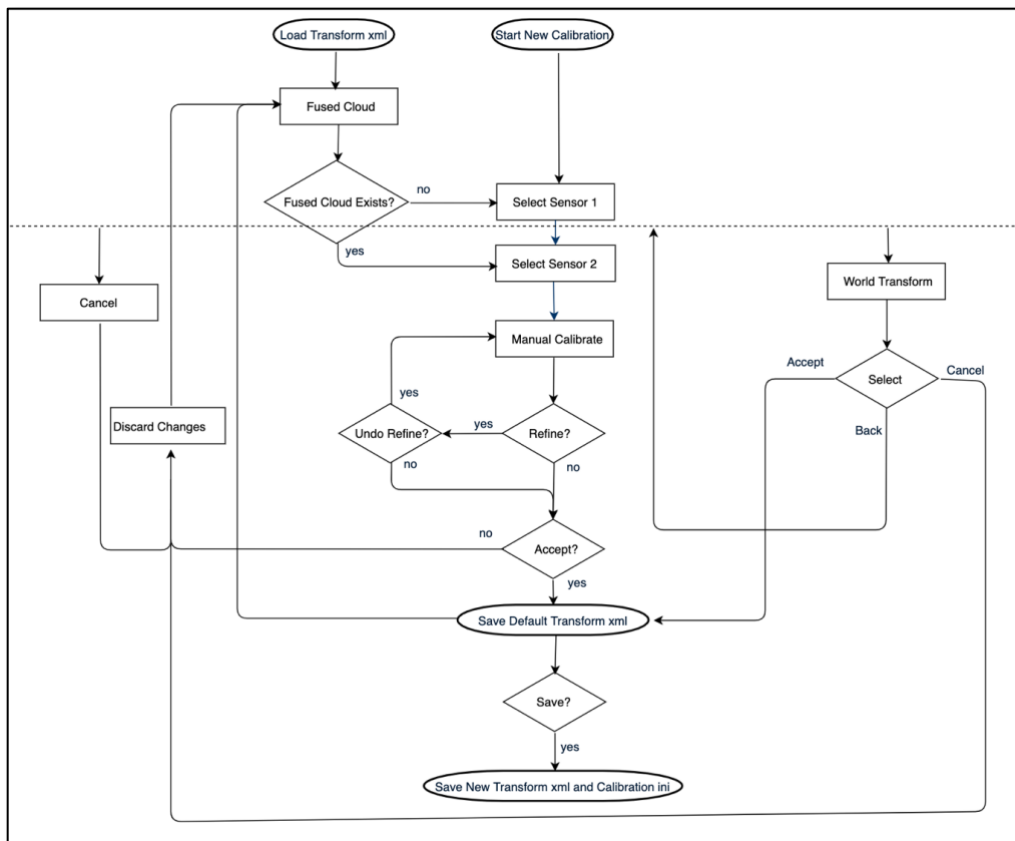 Load Transform xml
Start New Calibration
Fused Cloud
Fused Cloud Exists?
no
Select Sensor 1
yes
Select Sensor 2
World Transform
Cancel
Manual Calibrate
Accept
Select
Cancel
yes
Discard Changes
Undo Refine?
yes
Refine?
Back
no
no
no
Accept?
yes
Save Default Transform xml
Save?
yes
Save New Transform xml and Calibration ini